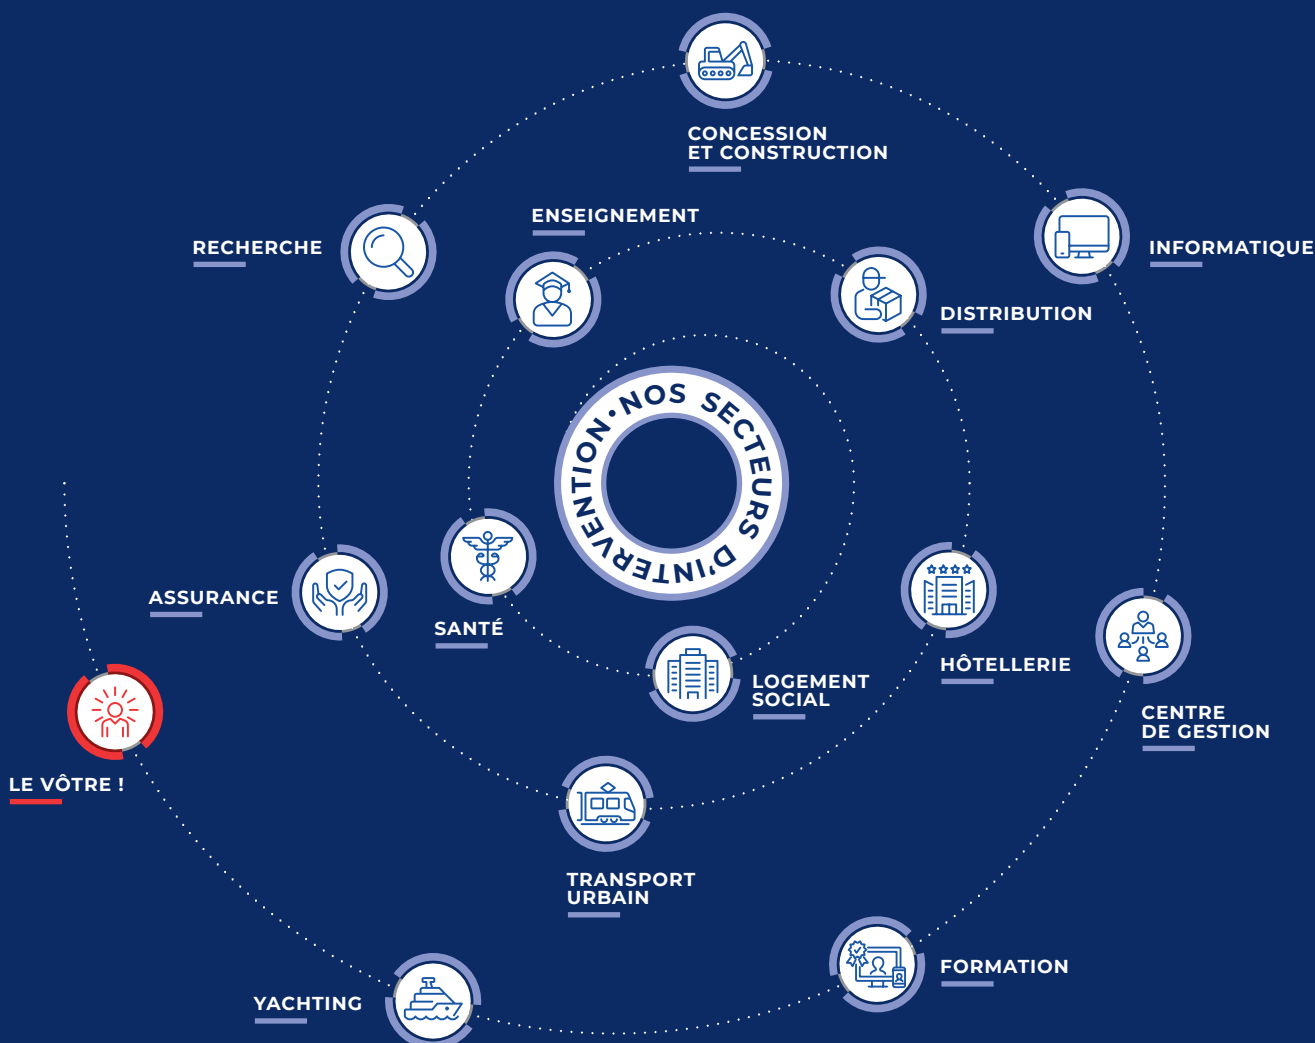 CONCESSION
ET CONSTRUCTION
ENSEIGNEMENT
RECHERCHE
INFORMATIQUE
DISTRIBUTION
NOS SECTEURS D'INTERVENTION •
ASSURANCE
SANTÉ
HÔTELLERIE
LOGEMENT
SOCIAL
CENTRE
DE GESTION
LE VÔTRE !
TRANSPORT
URBAIN
FORMATION
YACHTING